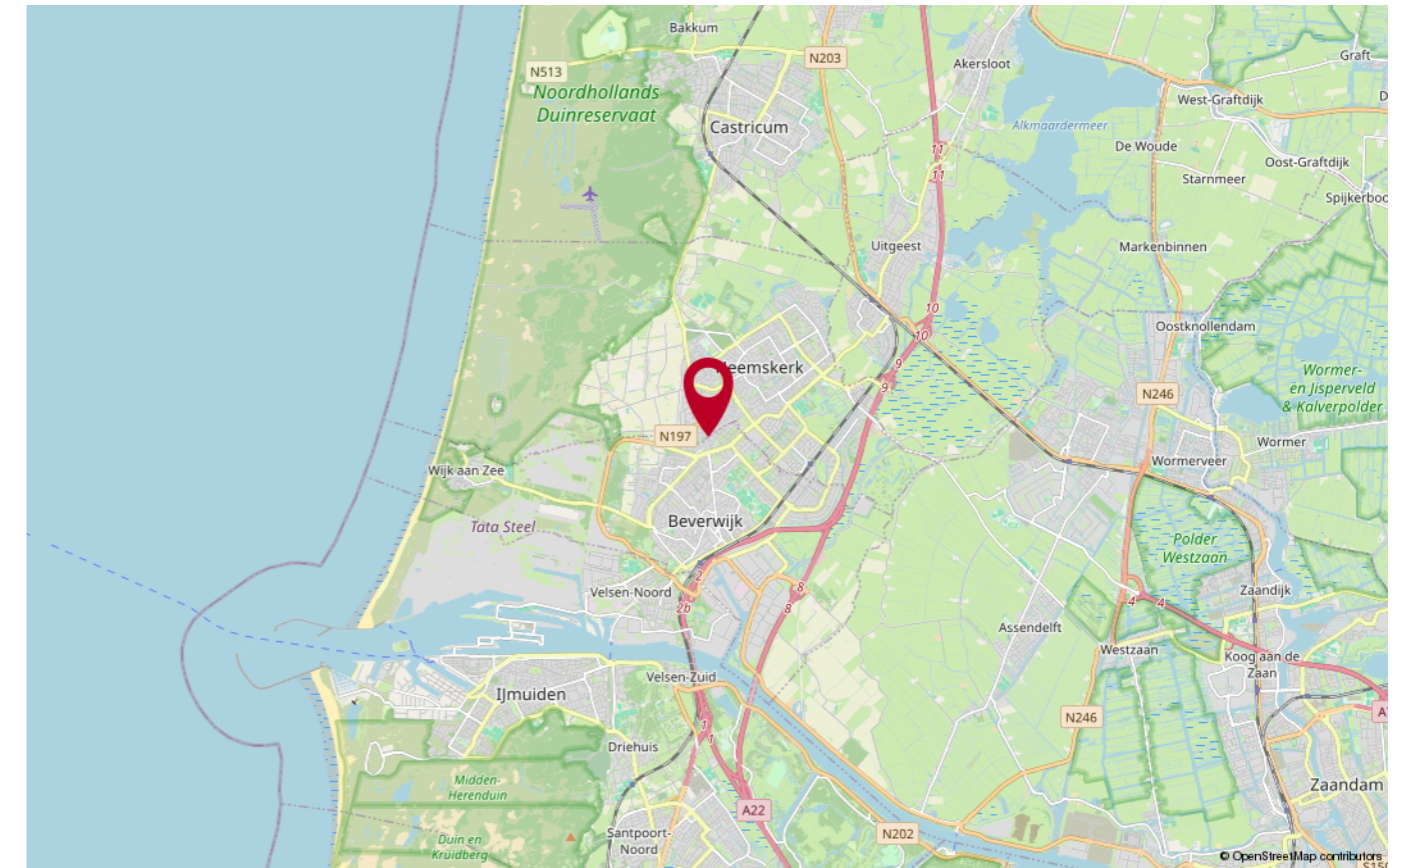 Bakkum
N203
Graft
Akersloot
N513
Noordhollands
Duinreservaat
West-Graftdijk
Castricum
Alkmaardermeer
De Woude
11
11
Oost-Graftdijk
Starnmeer
Spijkerboo
Uitgeest
Markenbinnen
10
10
Oostknollendam
9
9
Heemskerk
Wormer-
en Jisperveld
& Kalverpolder
N246
N197
Wormer
Wijk aan Zee
Wormerveer
Tata Steel
Beverwijk
Polder
Westzaan
2
2b
Velsen-Noord
8
8
Zaandijk
4
4
Assendelft
Westzaan
Koog aan de
Zaan
Velsen-Zuid
IJmuiden
1
1
N246
Driehuis
Midden-
Herenduin
Zaandam
A22
Santpoort-
Noord
N202
Duin en
Kruidberg
© OpenStreetMap contributors